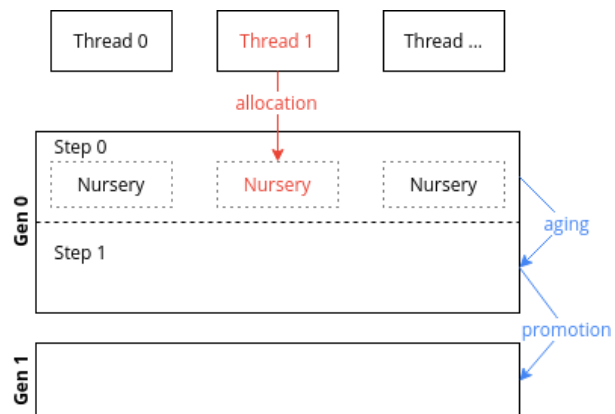 Thread 0
Thread 1
Thread ...
allocation
Gen 0
Step 0
Nursery
Nursery
Nursery
aging
Step 1
promotion
Gen 1